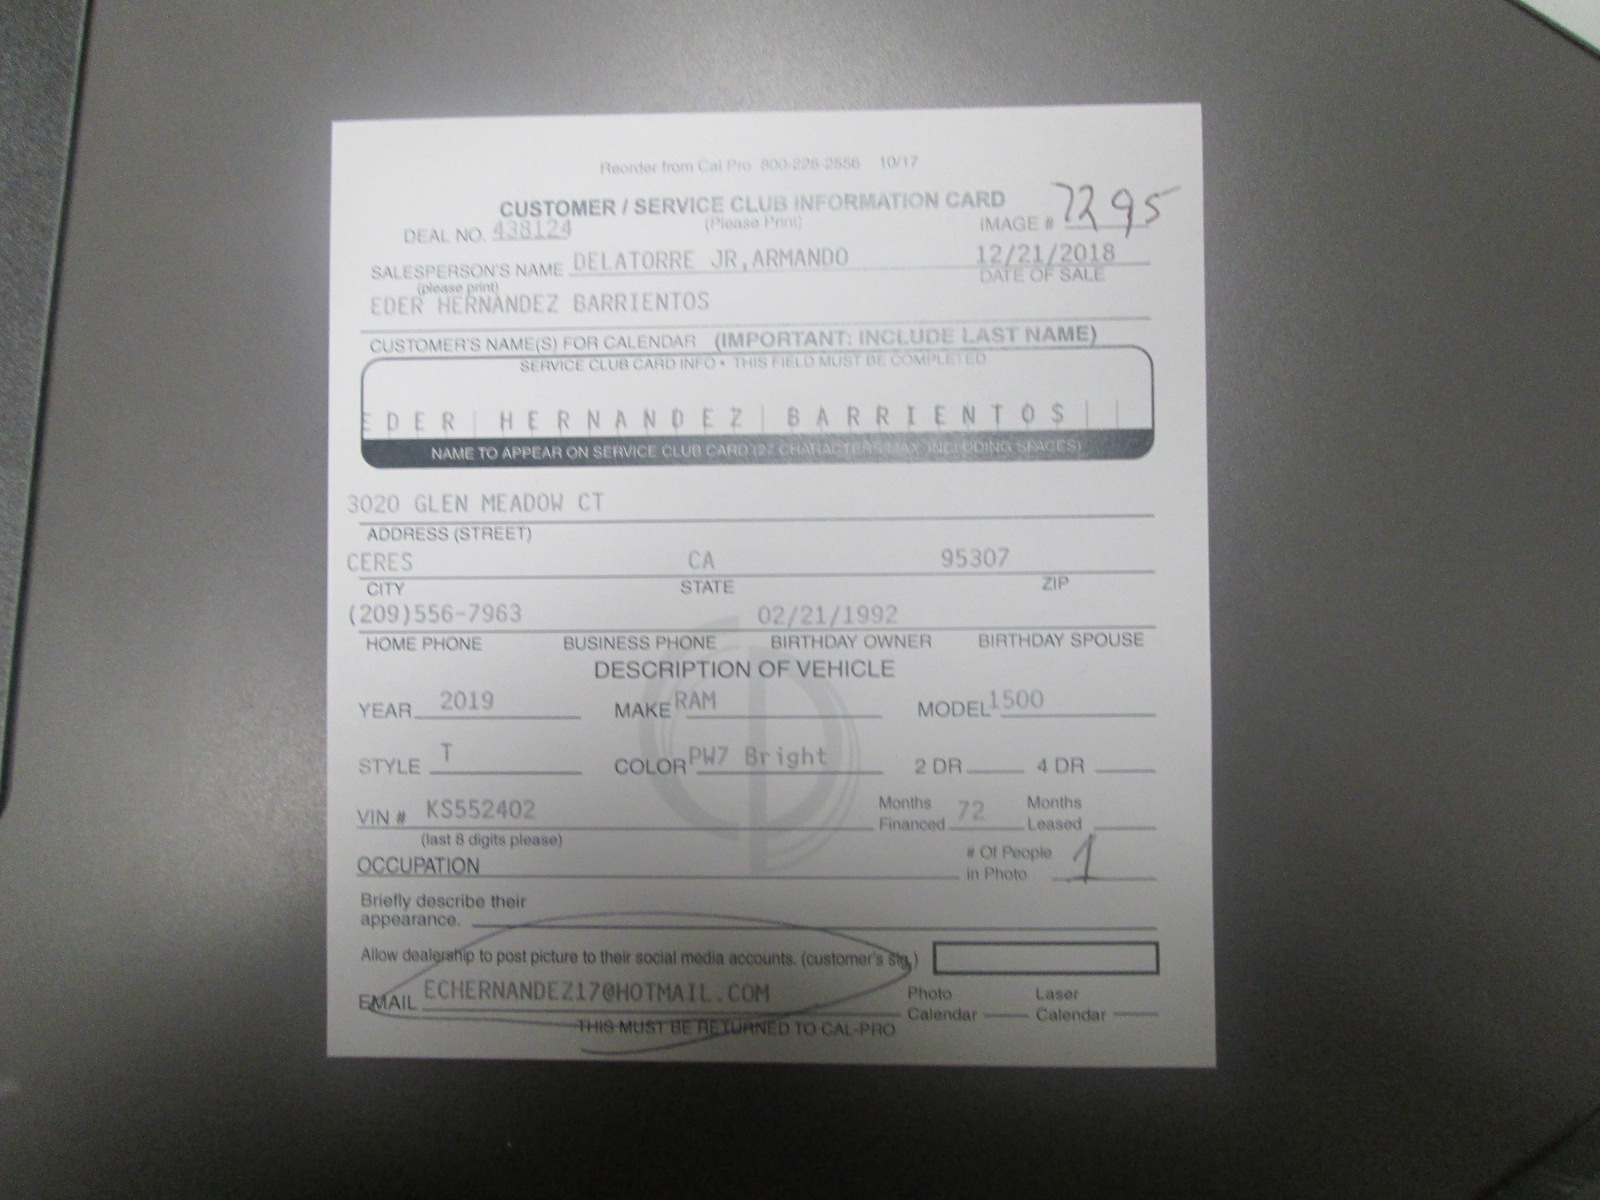 Reorder from Cal Pro 800-228-2556 10/17
CUSTOMER / SERVICE CLUB INFORMATION CARD
(Please Print)
DEAL NO. 438124 IMAGE # 7295
SALESPERSON'S NAME DELATORRE JR,ARMANDO 12/21/2018
(please print) DATE OF SALE
EDER HERNANDEZ BARRIENTOS
CUSTOMER'S NAME(S) FOR CALENDAR (IMPORTANT: INCLUDE LAST NAME)
SERVICE CLUB CARD INFO • THIS FIELD MUST BE COMPLETED
EDER HERNANDEZ BARRIENTOS
NAME TO APPEAR ON SERVICE CLUB CARD (27 CHARACTERS MAX INCLUDING SPACES)
3020 GLEN MEADOW CT
ADDRESS (STREET)
CERES CA 95307
CITY STATE ZIP
(209)556-7963 02/21/1992
HOME PHONE BUSINESS PHONE BIRTHDAY OWNER BIRTHDAY SPOUSE
DESCRIPTION OF VEHICLE
YEAR 2019 MAKE RAM MODEL 1500
STYLE T COLOR PW7 Bright 2 DR 4 DR
VIN # KS552402 Months Financed 72 Months Leased
(last 8 digits please)
OCCUPATION # Of People in Photo 1
Briefly describe their
appearance.
Allow dealership to post picture to their social media accounts. (customer's sig.)
EMAIL ECHERNANDEZ17@HOTMAIL.COM Photo Calendar Laser Calendar
THIS MUST BE RETURNED TO CAL-PRO